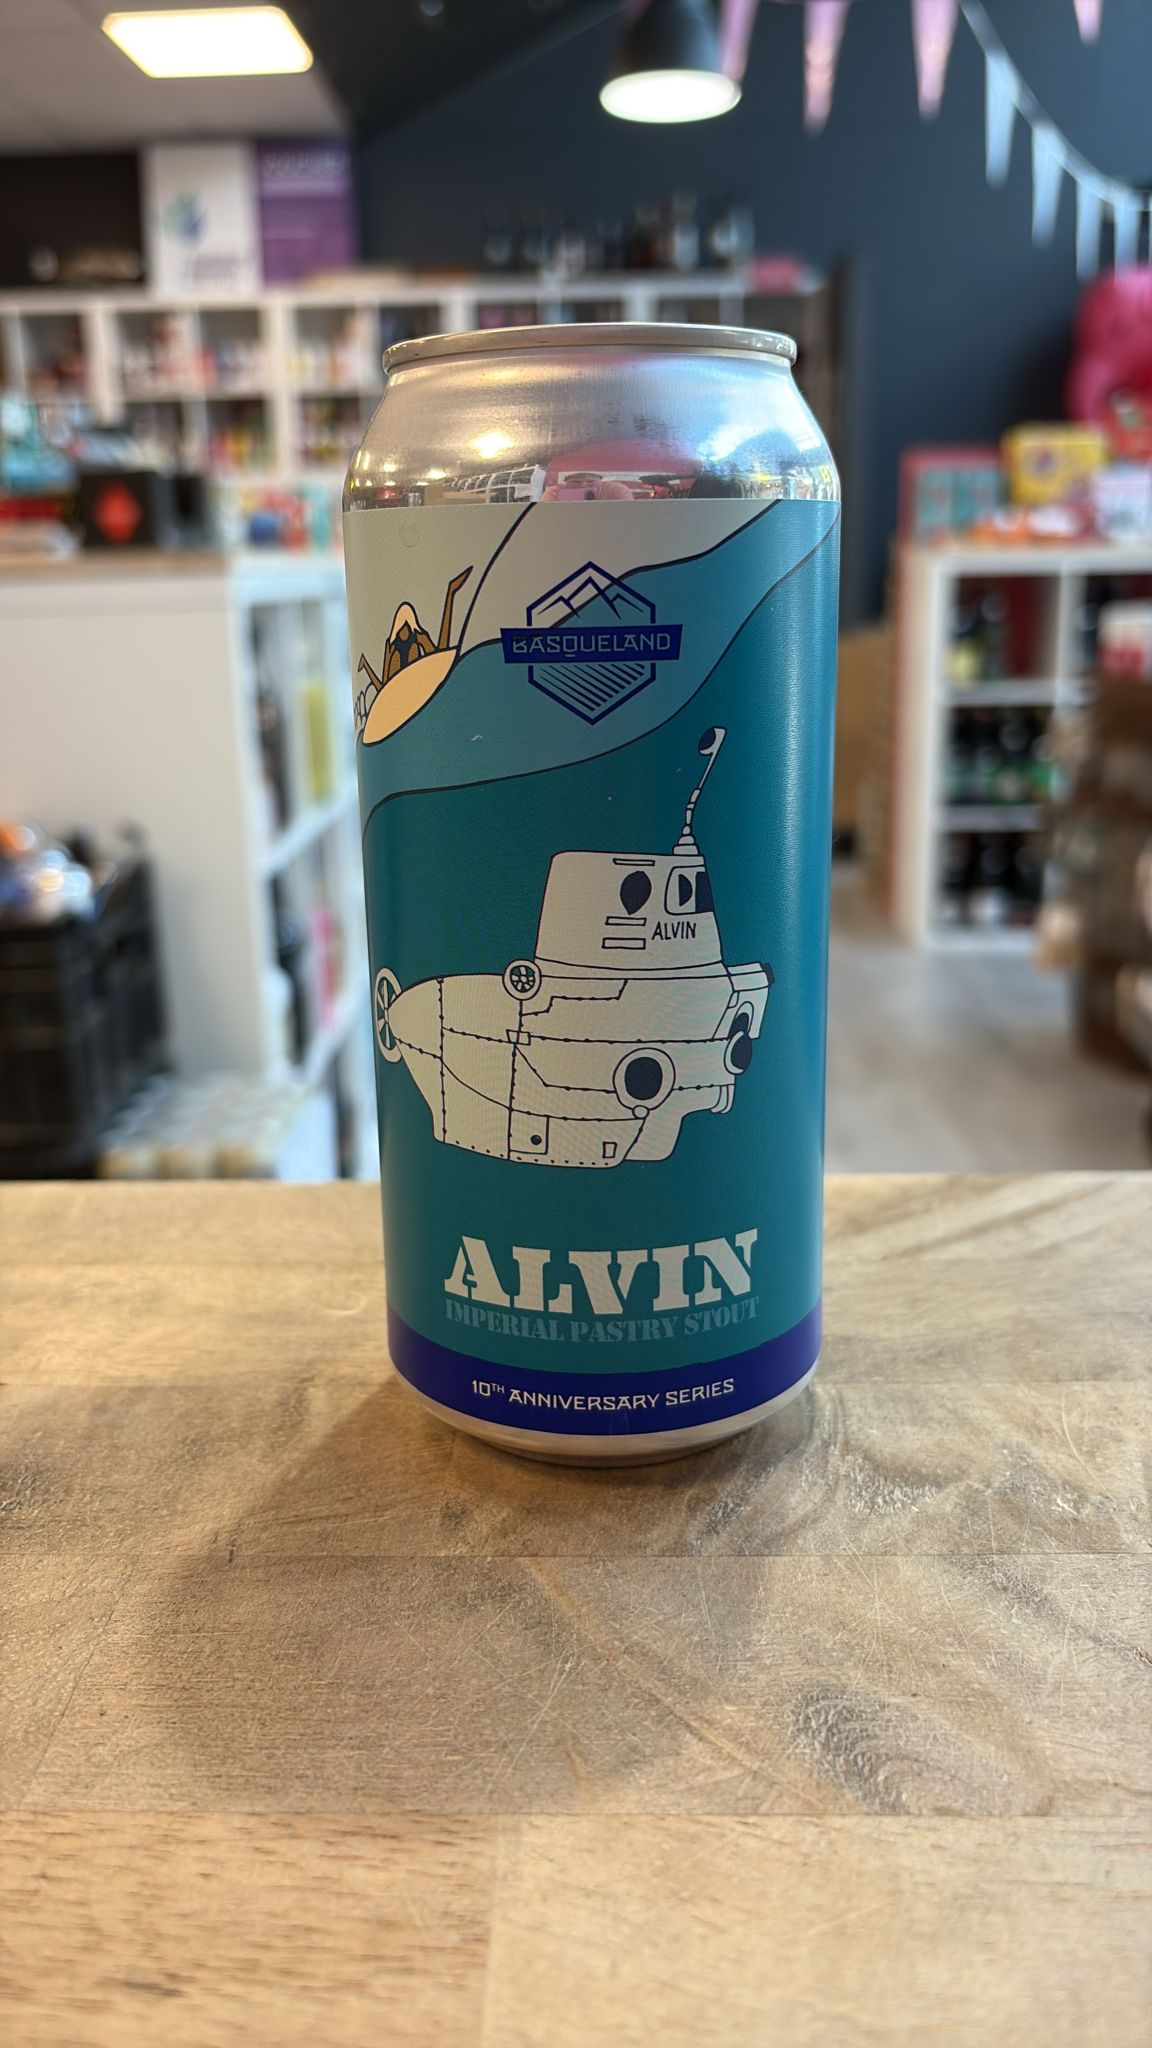 BASQUELAND
ALVIN
ALVIN
IMPERIAL PASTRY STOUT
10TH ANNIVERSARY SERIES